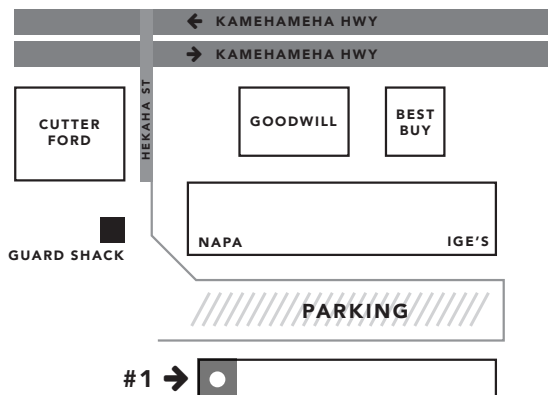 ← KAMEHAMEHA HWY
→ KAMEHAMEHA HWY
HEKAHA ST
CUTTER
FORD
GOODWILL
BEST
BUY
GUARD SHACK
NAPA
IGE'S
PARKING
#1 →